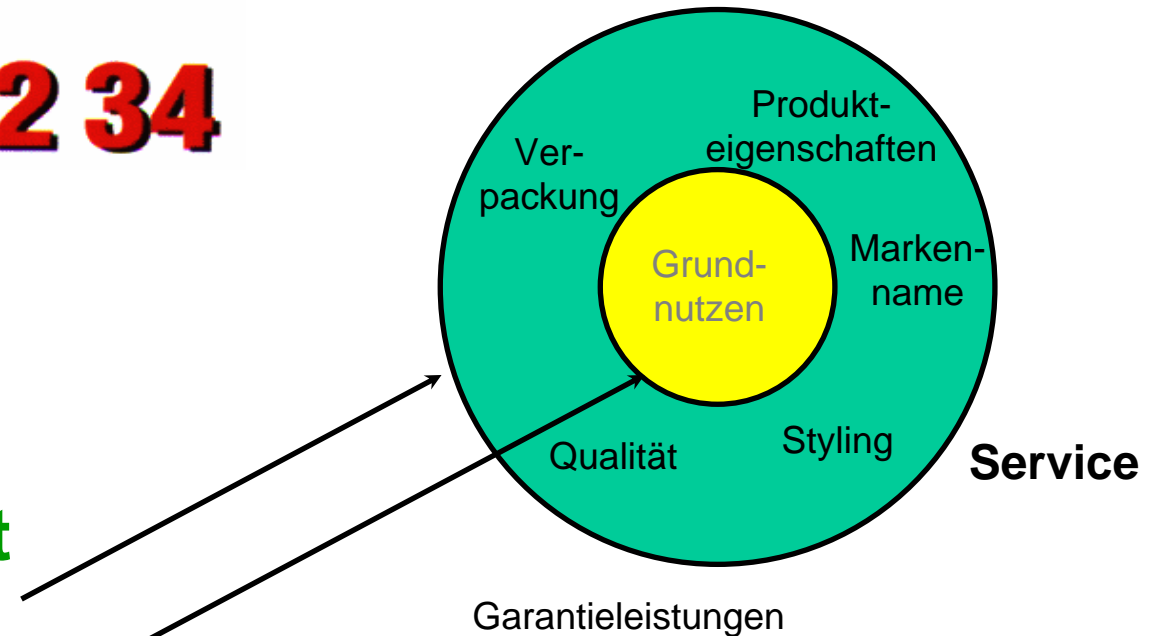 2 34
Produkt-
eigenschaften
Ver-
packung
Marken-
name
Grund-
nutzen
Qualität
Styling
Service
t
Garantieleistungen